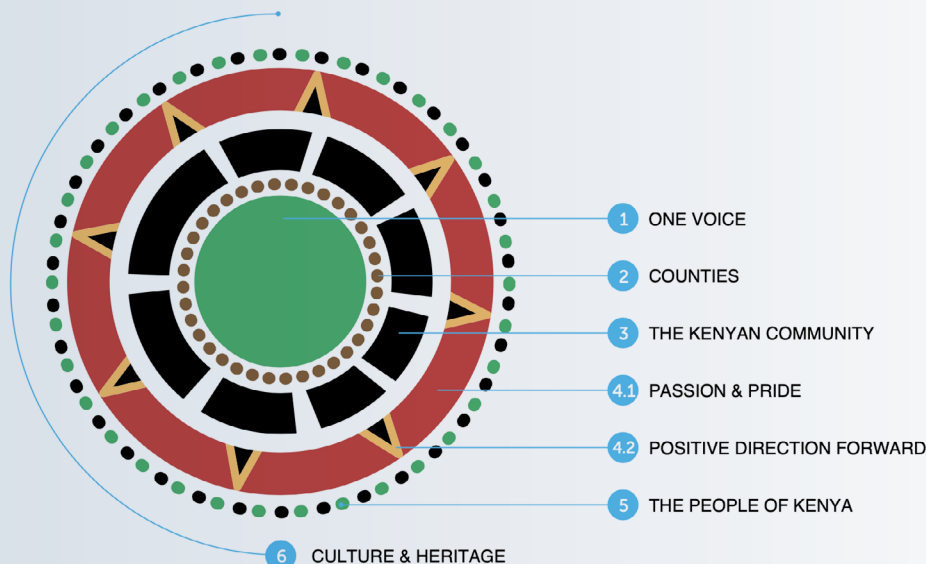 1 ONE VOICE
2 COUNTIES
3 THE KENYAN COMMUNITY
4.1 PASSION & PRIDE
4.2 POSITIVE DIRECTION FORWARD
5 THE PEOPLE OF KENYA
6 CULTURE & HERITAGE